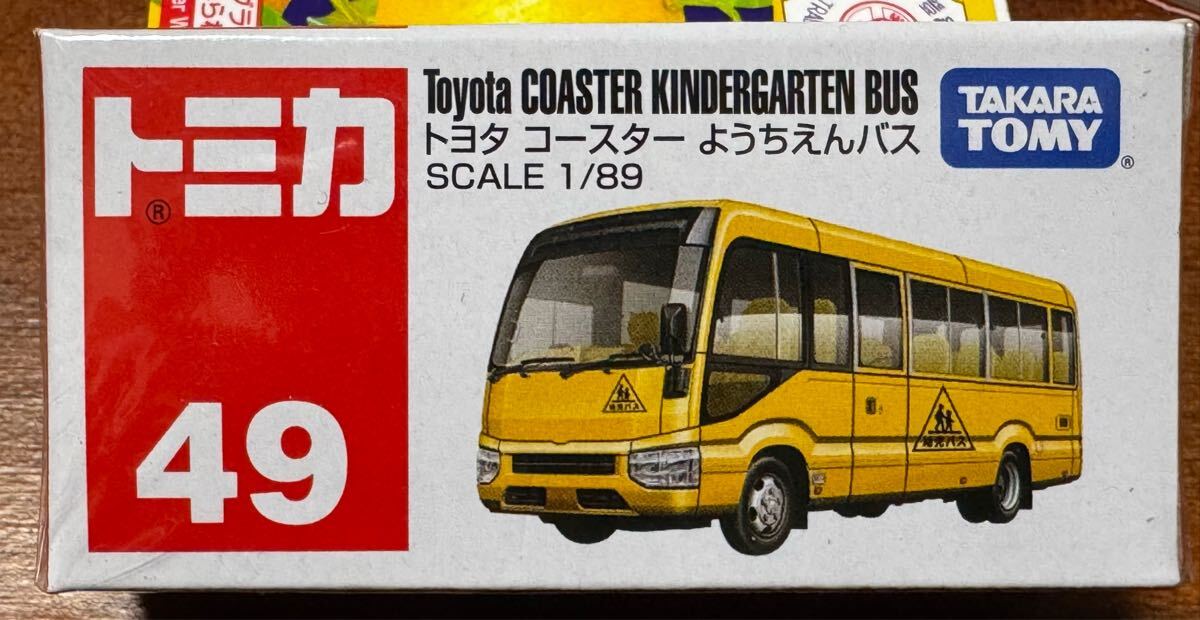 トミカ
®
49
Toyota COASTER KINDERGARTEN BUS
トヨタ コースター ようちえんバス
SCALE 1/89
TAKARA
TOMY
®
幼児バス
幼児バス